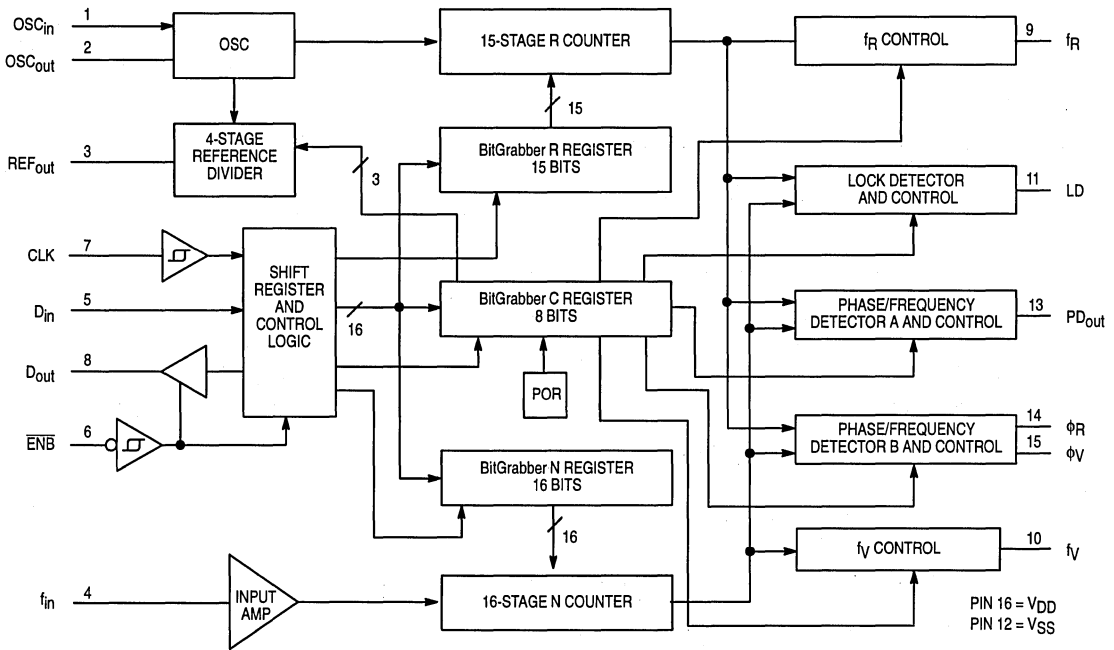 OSCin
1
OSCout
2
OSC
15-STAGE R COUNTER
fR CONTROL
9
fR
15
REFout
3
4-STAGE
REFERENCE
DIVIDER
3
BitGrabber R REGISTER
15 BITS
LOCK DETECTOR
AND CONTROL
11
LD
CLK
7
Din
5
SHIFT
REGISTER
AND
CONTROL
LOGIC
16
BitGrabber C REGISTER
8 BITS
PHASE/FREQUENCY
DETECTOR A AND CONTROL
13
PDout
Dout
8
POR
ENB
6
PHASE/FREQUENCY
DETECTOR B AND CONTROL
14
ϕR
15
ϕV
BitGrabber N REGISTER
16 BITS
16
fV CONTROL
10
fV
fin
4
INPUT
AMP
16-STAGE N COUNTER
PIN 16 = VDD
PIN 12 = VSS